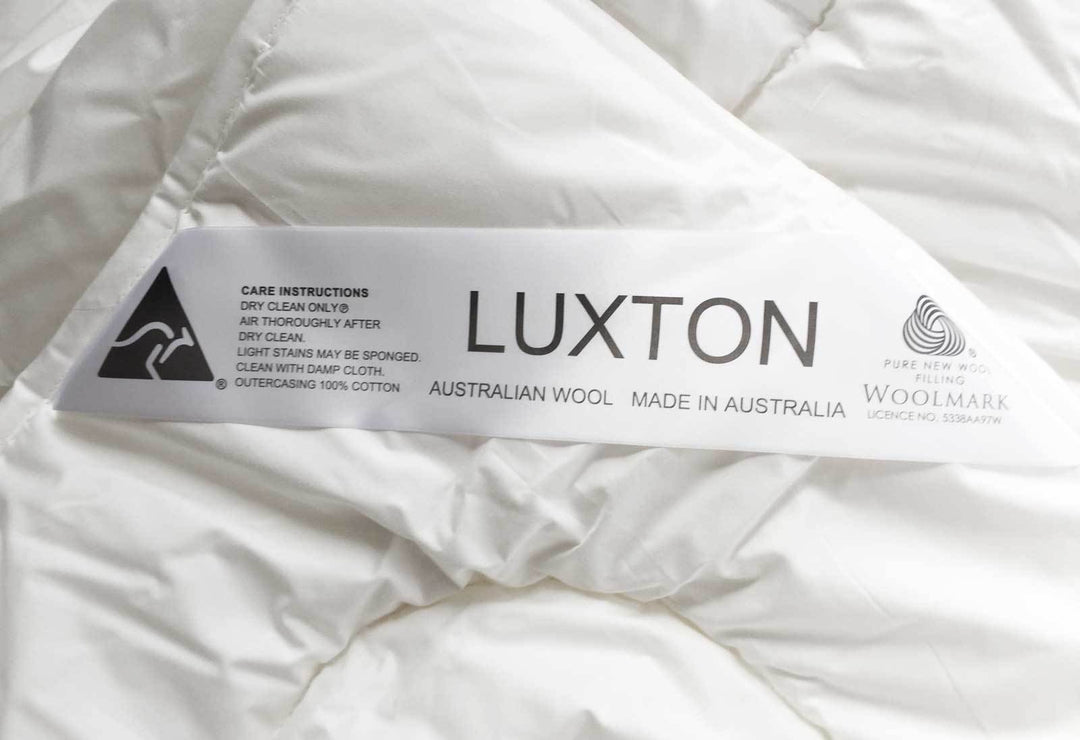 CARE INSTRUCTIONS
DRY CLEAN ONLY Ⓟ
AIR THOROUGHLY AFTER
DRY CLEAN.
LIGHT STAINS MAY BE SPONGED.
CLEAN WITH DAMP CLOTH.
® OUTERCASING 100% COTTON
LUXTON
AUSTRALIAN WOOL MADE IN AUSTRALIA
®
PURE NEW WOOL
FILLING
WOOLMARK
LICENCE NO. 5338AA97W